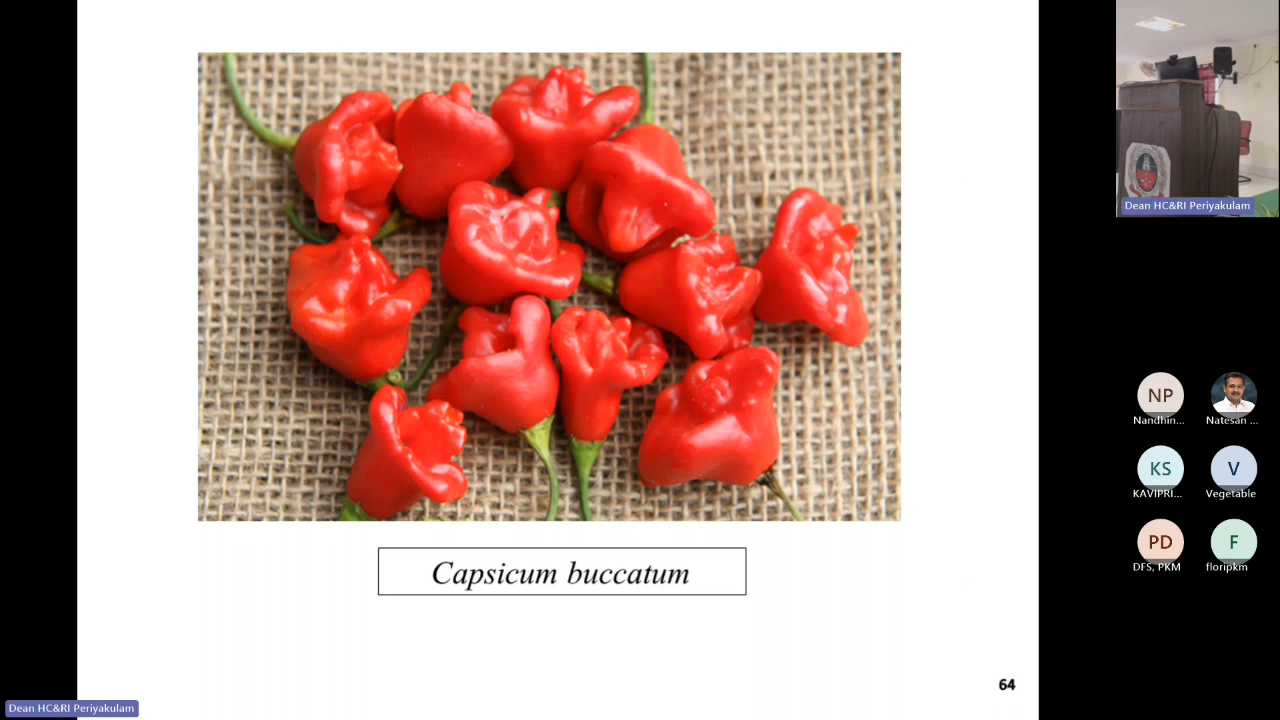 Capsicum buccatum
64
Dean HC&RI Periyakulam
Dean HC&RI Periyakulam
NP
Nandhin...
Natesan ...
KS
KAVIPRI...
V
Vegetable
PD
DFS, PKM
F
floripkm